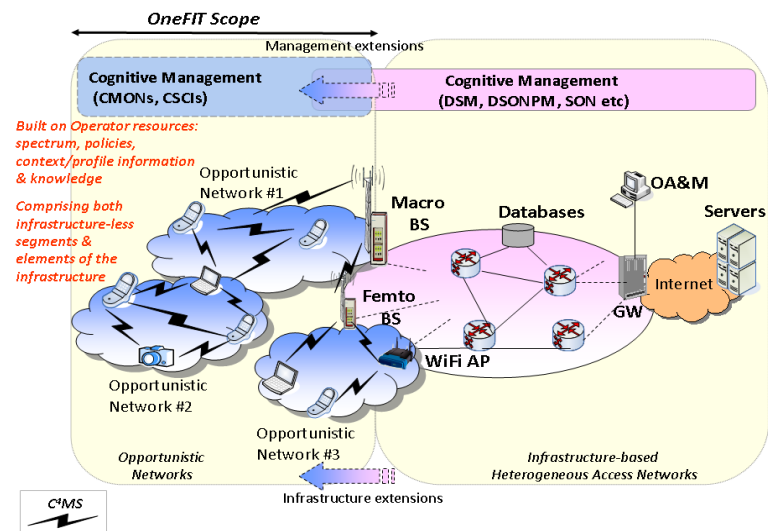 OneFIT Scope
Management extensions
Cognitive Management
(CMONs, CSCIs)
Cognitive Management
(DSM, DSONPM, SON etc)
Built on Operator resources:
spectrum, policies,
context/profile information
& knowledge
Comprising both
infrastructure-less
segments &
elements of the
infrastructure
Opportunistic
Network #1
Macro
BS
Databases
OA&M
Servers
Internet
GW
Femto
BS
WiFi AP
Opportunistic
Network #2
Opportunistic
Network #3
Opportunistic
Networks
Infrastructure-based
Heterogeneous Access Networks
Infrastructure extensions
C⁴MS